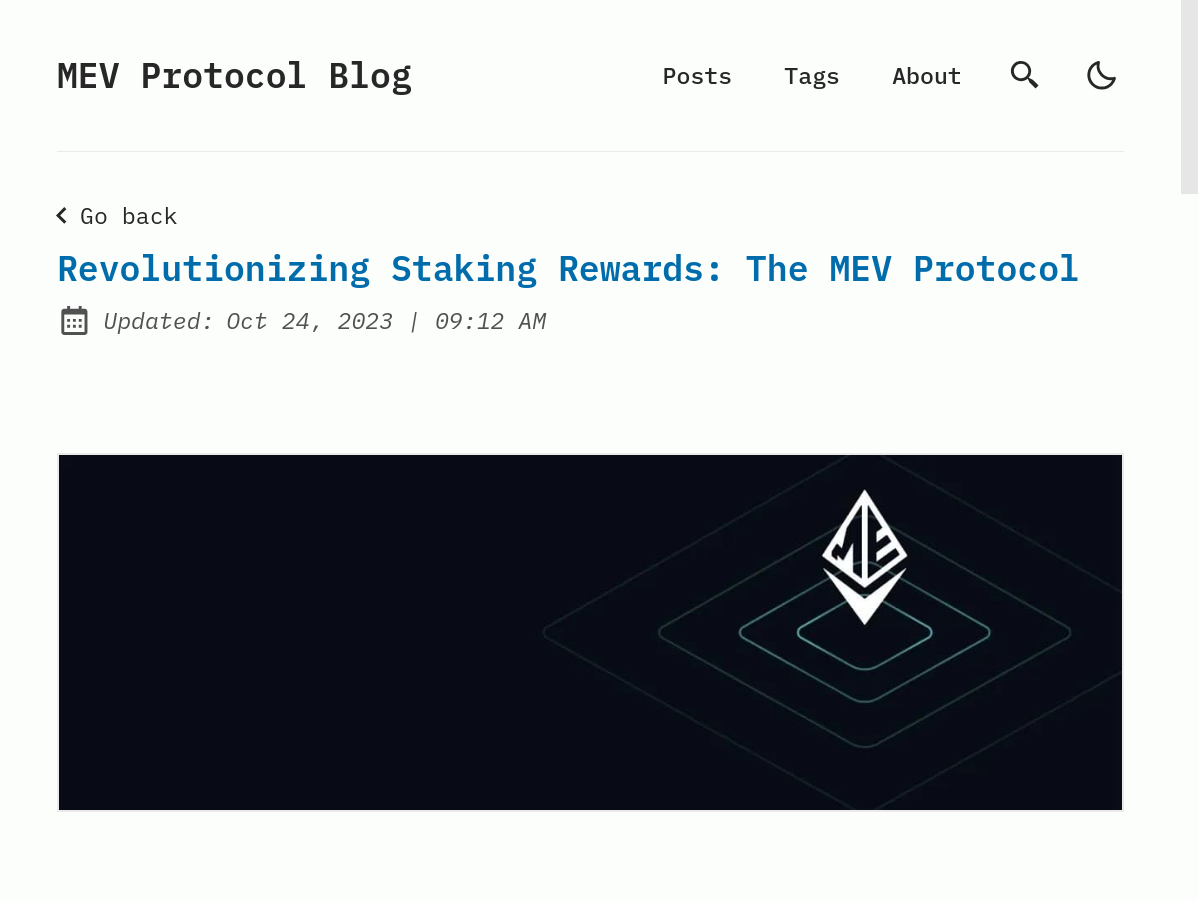 MEV Protocol Blog
Posts
Tags
About
Go back
Revolutionizing Staking Rewards: The MEV Protocol
Updated: Oct 24, 2023 | 09:12 AM
ME